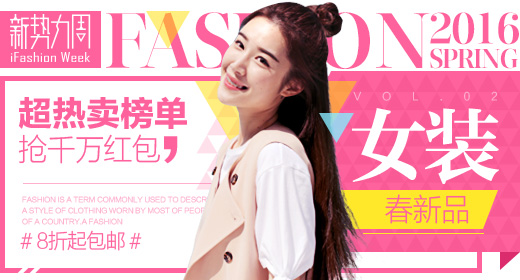 新势力周
iFashion Week
FASHION
2016
SPRING
超热卖榜单
抢千万红包,
VOL.02
女装
春新品
FASHION IS A TERM COMMONLY USED TO DESCR
A STYLE OF CLOTHING WORN BY MOST OF PEOP
OF A COUNTRY.A FASHION
#8折起包邮#